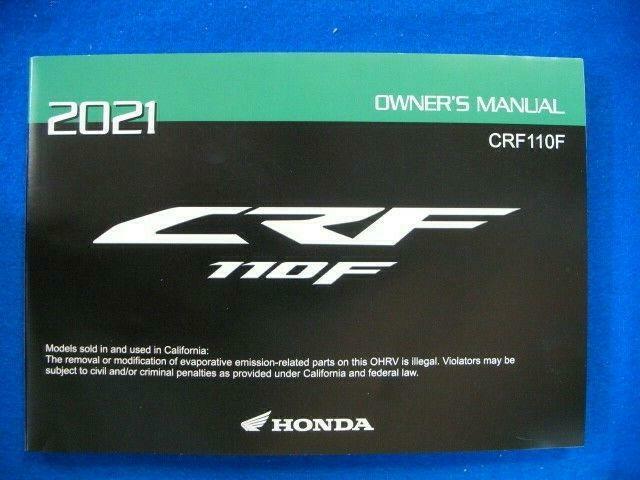 2021
OWNER'S MANUAL
CRF110F
CRF
110F
Models sold in and used in California:
The removal or modification of evaporative emission-related parts on this OHRV is illegal. Violators may be
subject to civil and/or criminal penalties as provided under California and federal law.
HONDA